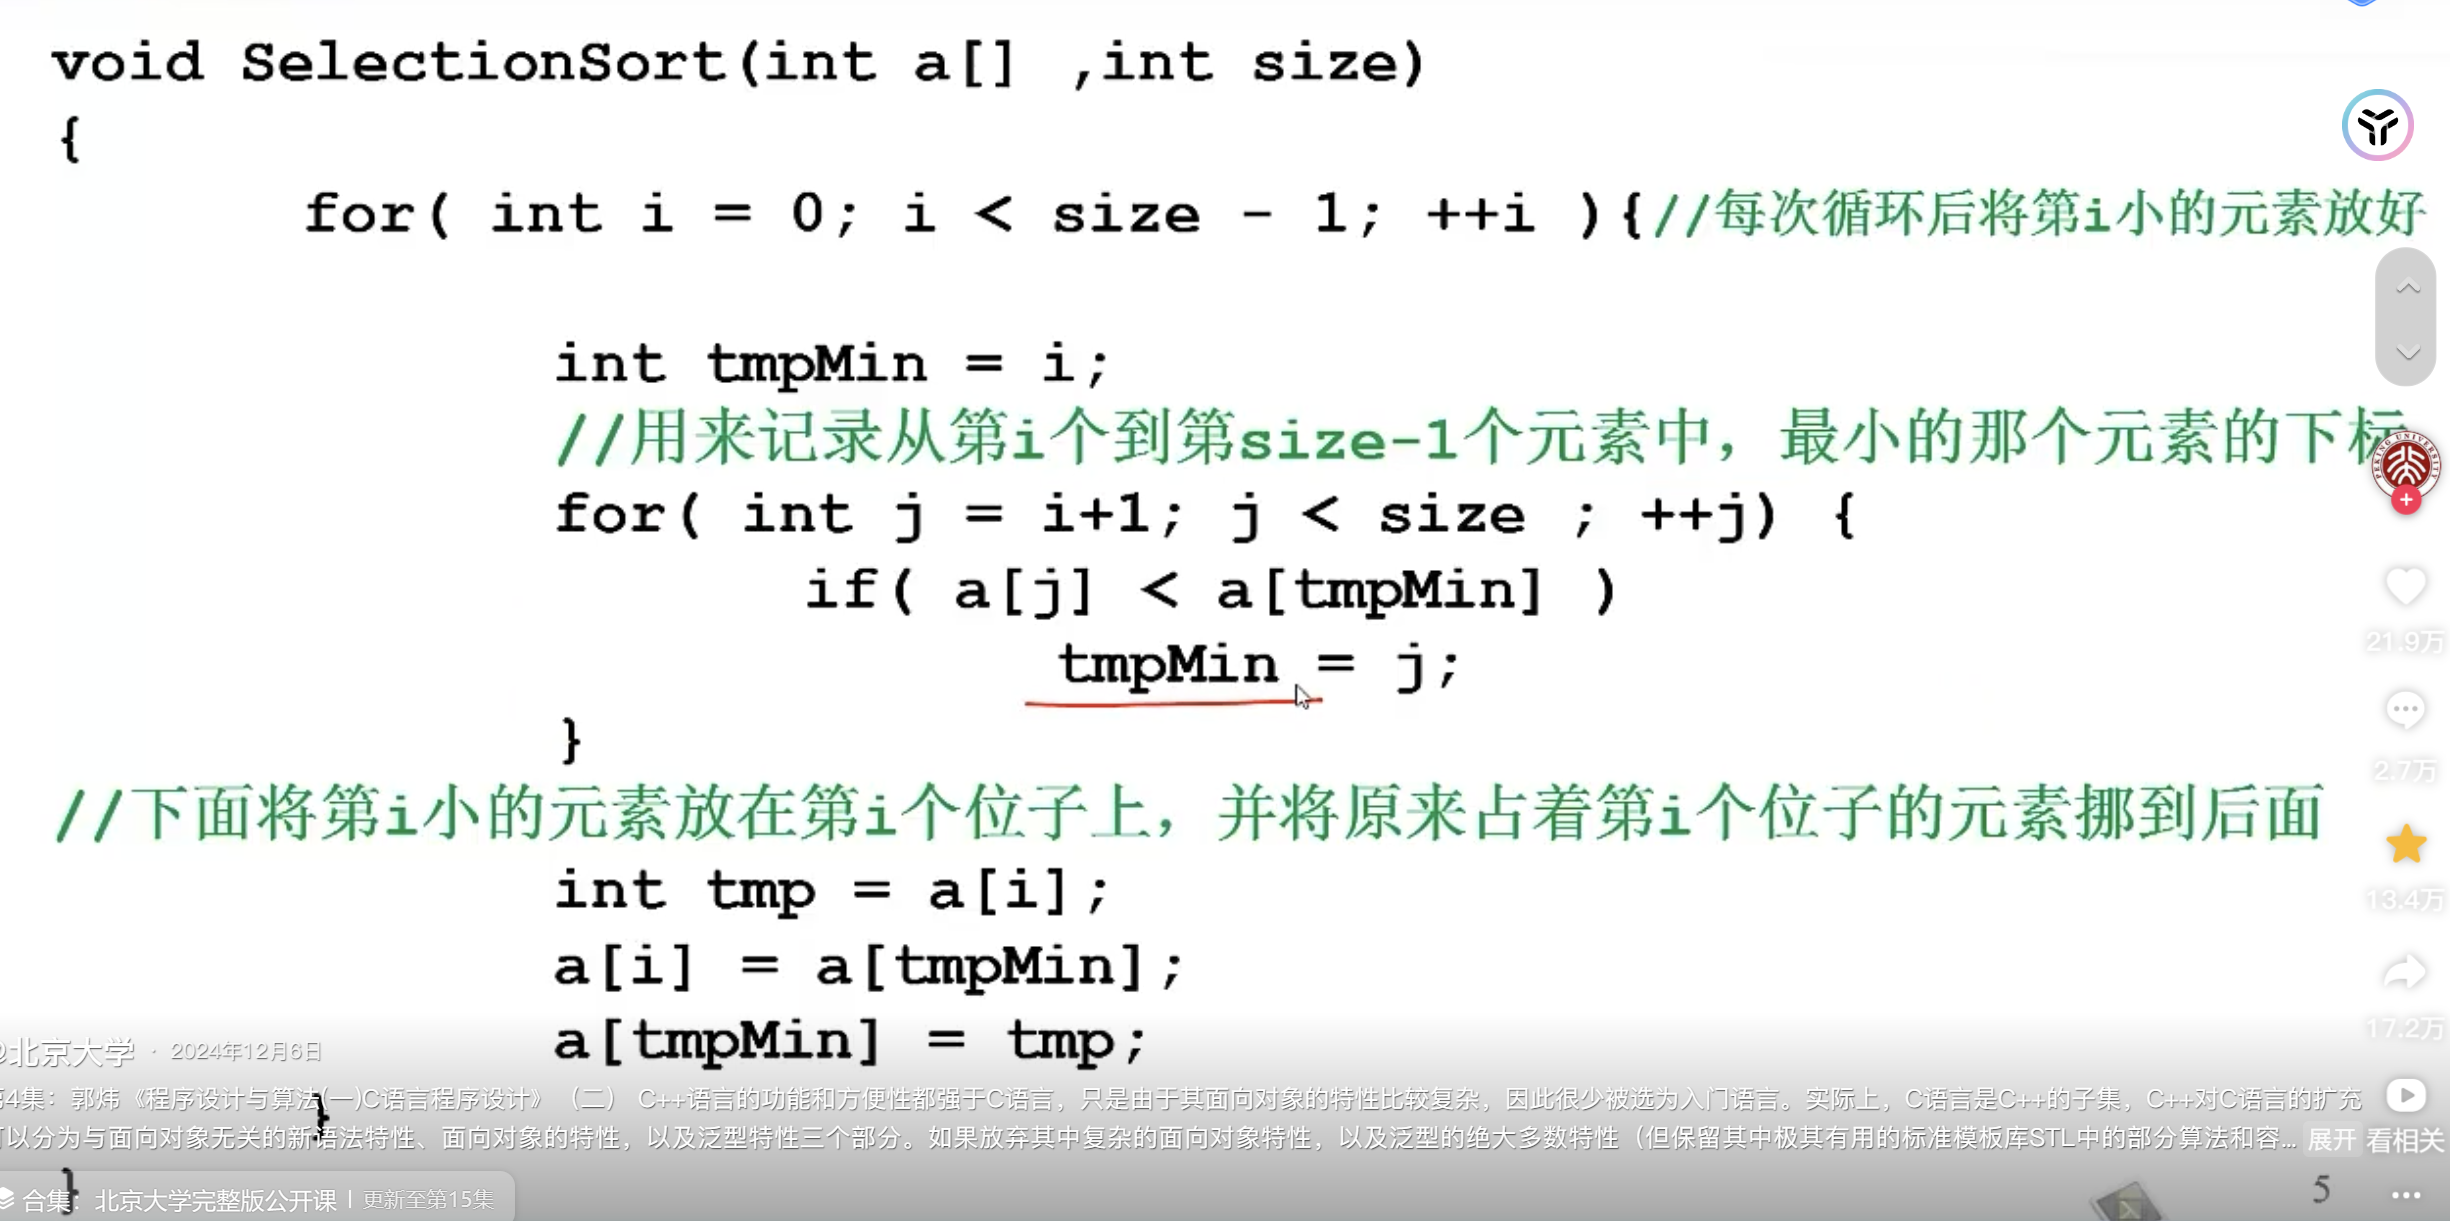 void SelectionSort(int a[] ,int size)
{
for( int i = 0; i < size - 1; ++i ){//每次循环后将第i小的元素放好
int tmpMin = i;
//用来记录从第i个到第size-1个元素中，最小的那个元素的下标
for( int j = i+1; j < size ; ++j) {
if( a[j] < a[tmpMin] )
tmpMin = j;
}
//下面将第i小的元素放在第i个位子上，并将原来占着第i个位子的元素挪到后面
int tmp = a[i];
a[i] = a[tmpMin];
a[tmpMin] = tmp;
}
}
PEKING UNIVERSITY
21.9万
2.7万
13.4万
17.2万
看相关
@北京大学 · 2024年12月6日
4集：郭炜《程序设计与算法(一)C语言程序设计》（二） C++语言的功能和方便性都强于C语言，只是由于其面向对象的特性比较复杂，因此很少被选为入门语言。实际上，C语言是C++的子集，C++对C语言的扩充
以分为与面向对象无关的新语法特性、面向对象的特性，以及泛型特性三个部分。如果放弃其中复杂的面向对象特性，以及泛型的绝大多数特性（但保留其中极其有用的标准模板库STL中的部分算法和容... 展开
合集：北京大学完整版公开课 | 更新至第15集
5